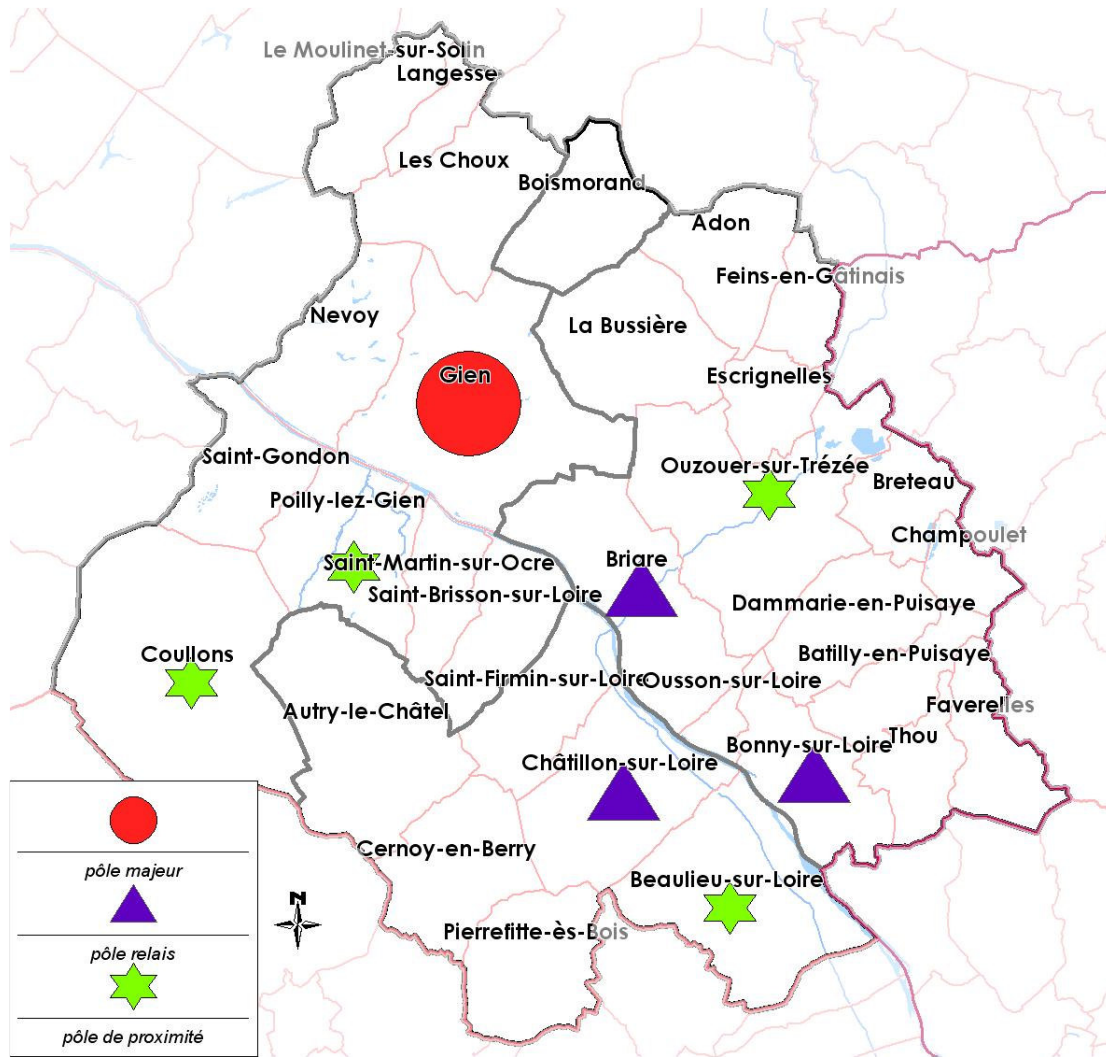 Le Moulinet-sur-Solin
Langesse
Les Choux
Boismorand
Adon
Feins-en-Gâtinais
Nevoy
La Bussière
Gien
Escrignelles
Saint-Gondon
Ouzouer-sur-Trézée
Breteau
Poilly-lez-Gien
Champoulet
Saint-Martin-sur-Ocre
Briare
Saint-Brisson-sur-Loire
Dammarie-en-Puisaye
Coullons
Batilly-en-Puisaye
Saint-Firmin-sur-Loire
Ousson-sur-Loire
Autry-le-Châtel
Faverelles
Thou
Bonny-sur-Loire
Châtillon-sur-Loire
Cernoy-en-Berry
Beaulieu-sur-Loire
Pierrefitte-ès-Bois
pôle majeur
pôle relais
pôle de proximité
N